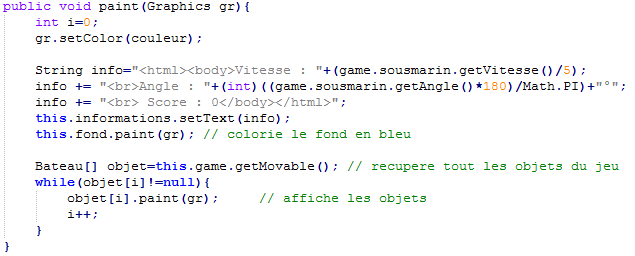 public void paint(Graphics gr){
int i=0;
gr.setColor(couleur);
String info="<html><body>Vitesse : "+(game.sousmarin.getVitesse()/5);
info += "<br>Angle : "+(int)((game.sousmarin.getAngle()*180)/Math.PI)+"°";
info += "<br> Score : 0</body></html>";
this.informations.setText(info);
this.fond.paint(gr); // colorie le fond en bleu
Bateau[] objet=this.game.getMovable(); // recupere tout les objets du jeu
while(objet[i]!=null){
objet[i].paint(gr); // affiche les objets
i++;
}
}